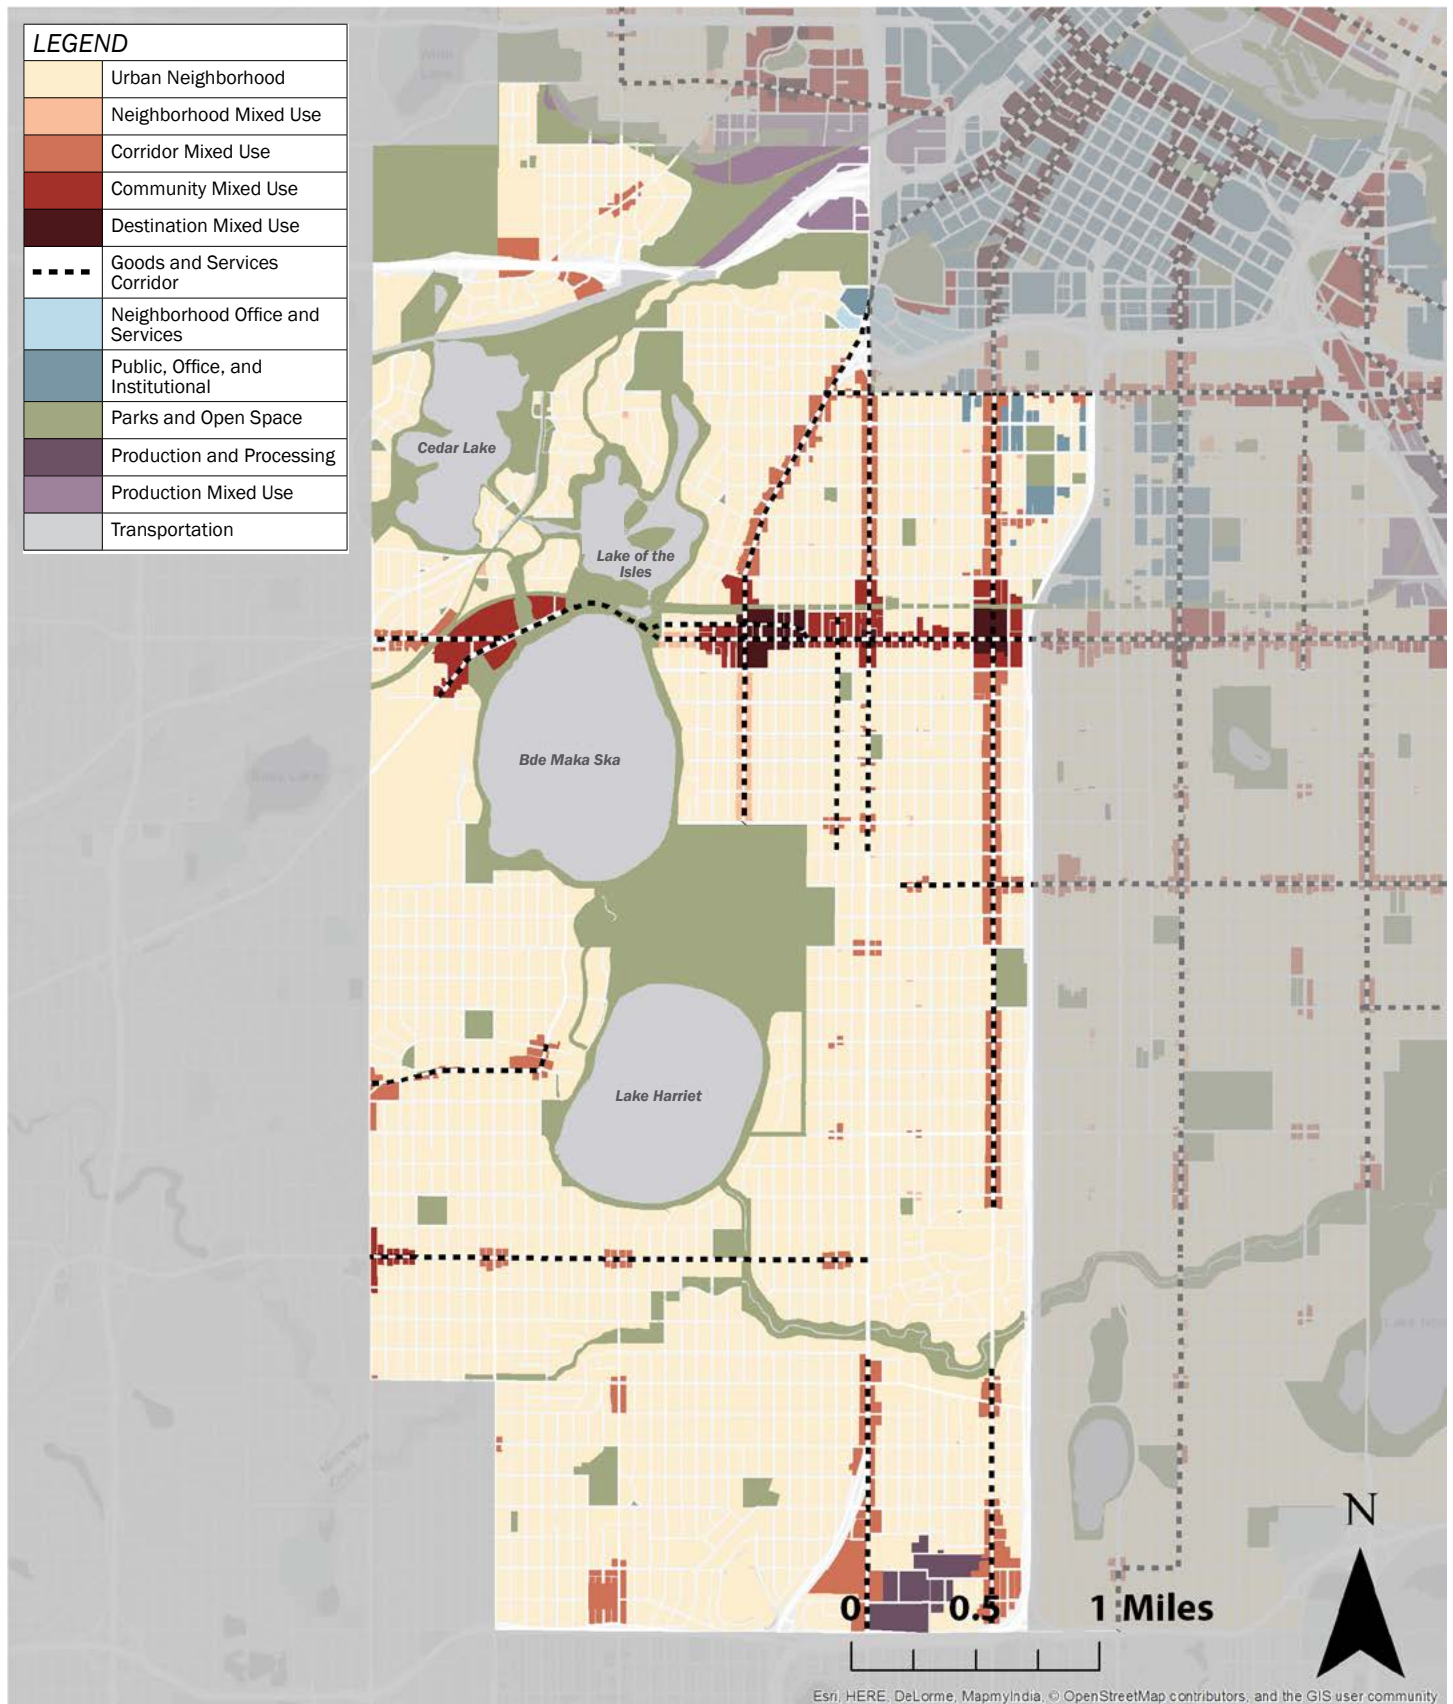 LEGEND
Urban Neighborhood
Neighborhood Mixed Use
Corridor Mixed Use
Community Mixed Use
Destination Mixed Use
Goods and Services
Corridor
Neighborhood Office and
Services
Public, Office, and
Institutional
Parks and Open Space
Production and Processing
Production Mixed Use
Transportation
Cedar Lake
Lake of the
Isles
Bde Maka Ska
Lake Harriet
N
0 0.5 1 Miles
Esri, HERE, DeLorme, MapmyIndia, © OpenStreetMap contributors, and the GIS user community